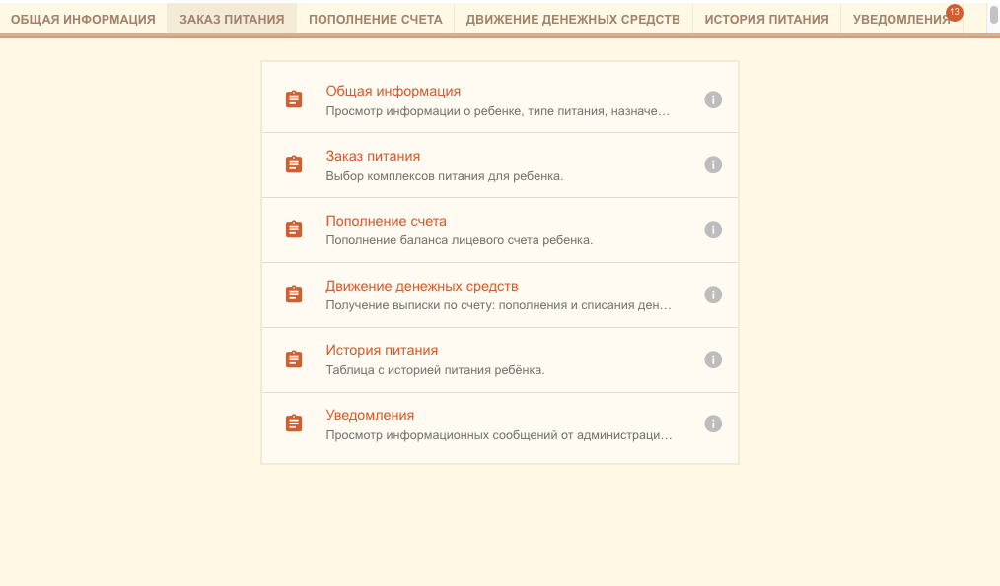 ОБЩАЯ ИНФОРМАЦИЯ ЗАКАЗ ПИТАНИЯ ПОПОЛНЕНИЕ СЧЕТА ДВИЖЕНИЕ ДЕНЕЖНЫХ СРЕДСТВ ИСТОРИЯ ПИТАНИЯ УВЕДОМЛЕНИЯ 13
Общая информация
Просмотр информации о ребенке, типе питания, назначе…
Заказ питания
Выбор комплексов питания для ребенка.
Пополнение счета
Пополнение баланса лицевого счета ребенка.
Движение денежных средств
Получение выписки по счету: пополнения и списания ден…
История питания
Таблица с историей питания ребёнка.
Уведомления
Просмотр информационных сообщений от администраци…